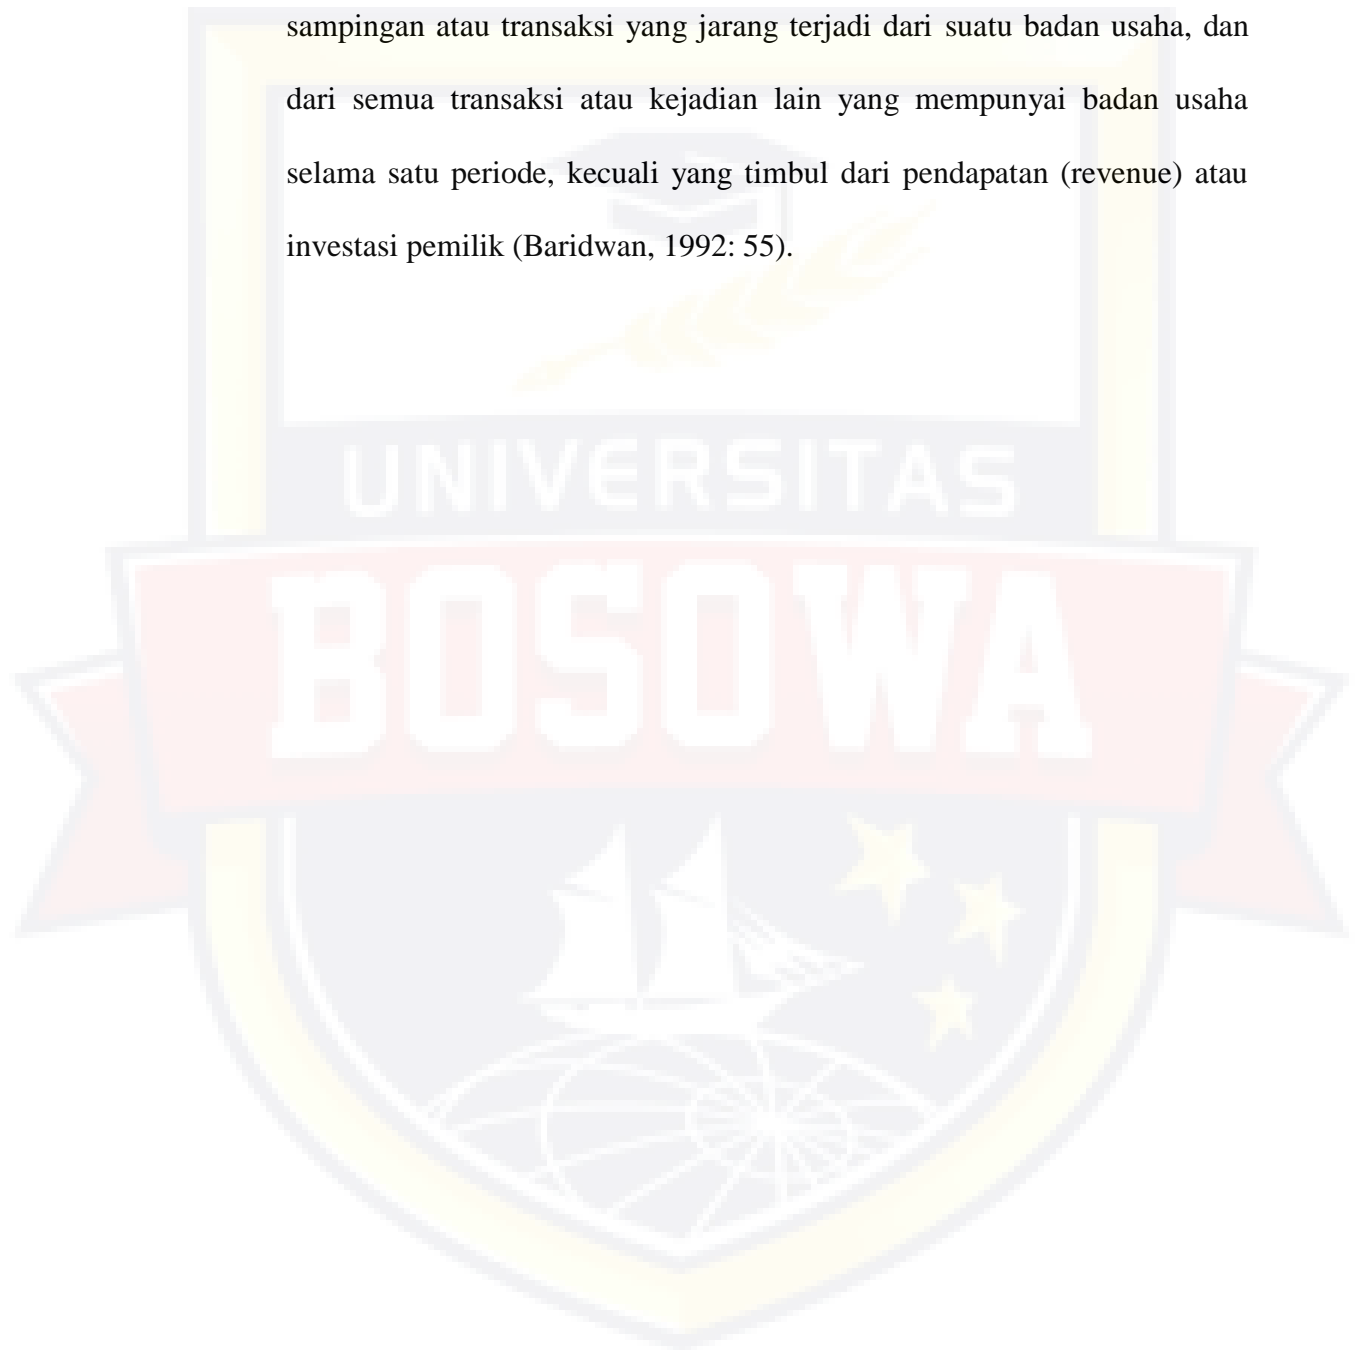 sampingan atau transaksi yang jarang terjadi dari suatu badan usaha, dan
dari semua transaksi atau kejadian lain yang mempunyai badan usaha
selama satu periode, kecuali yang timbul dari pendapatan (revenue) atau
investasi pemilik (Baridwan, 1992: 55).
UNIVERSITAS
BOSOWA